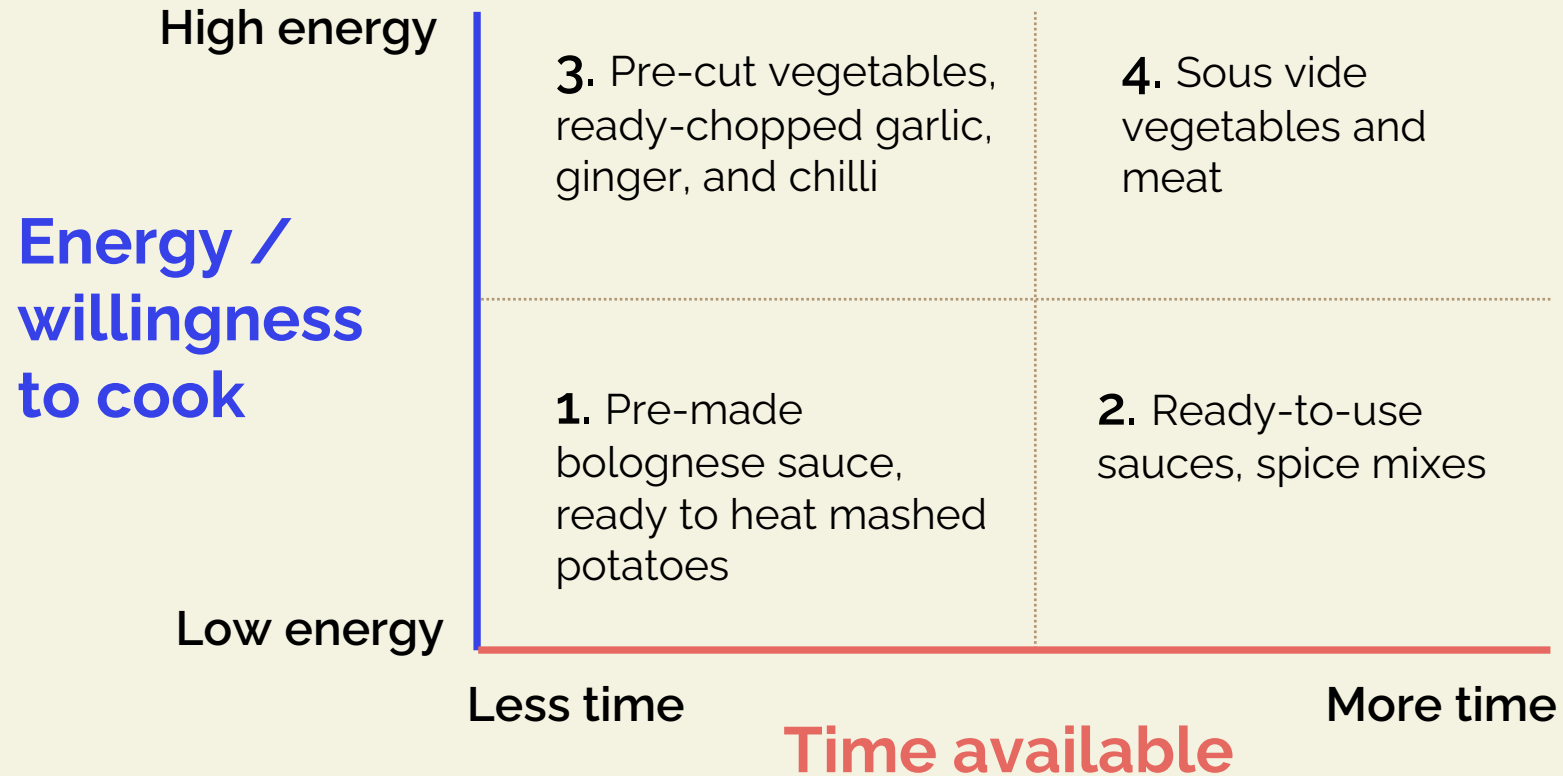 High energy
3. Pre-cut vegetables,
ready-chopped garlic,
ginger, and chilli
4. Sous vide
vegetables and
meat
Energy /
willingness
to cook
1. Pre-made
bolognese sauce,
ready to heat mashed
potatoes
2. Ready-to-use
sauces, spice mixes
Low energy
Less time
More time
Time available